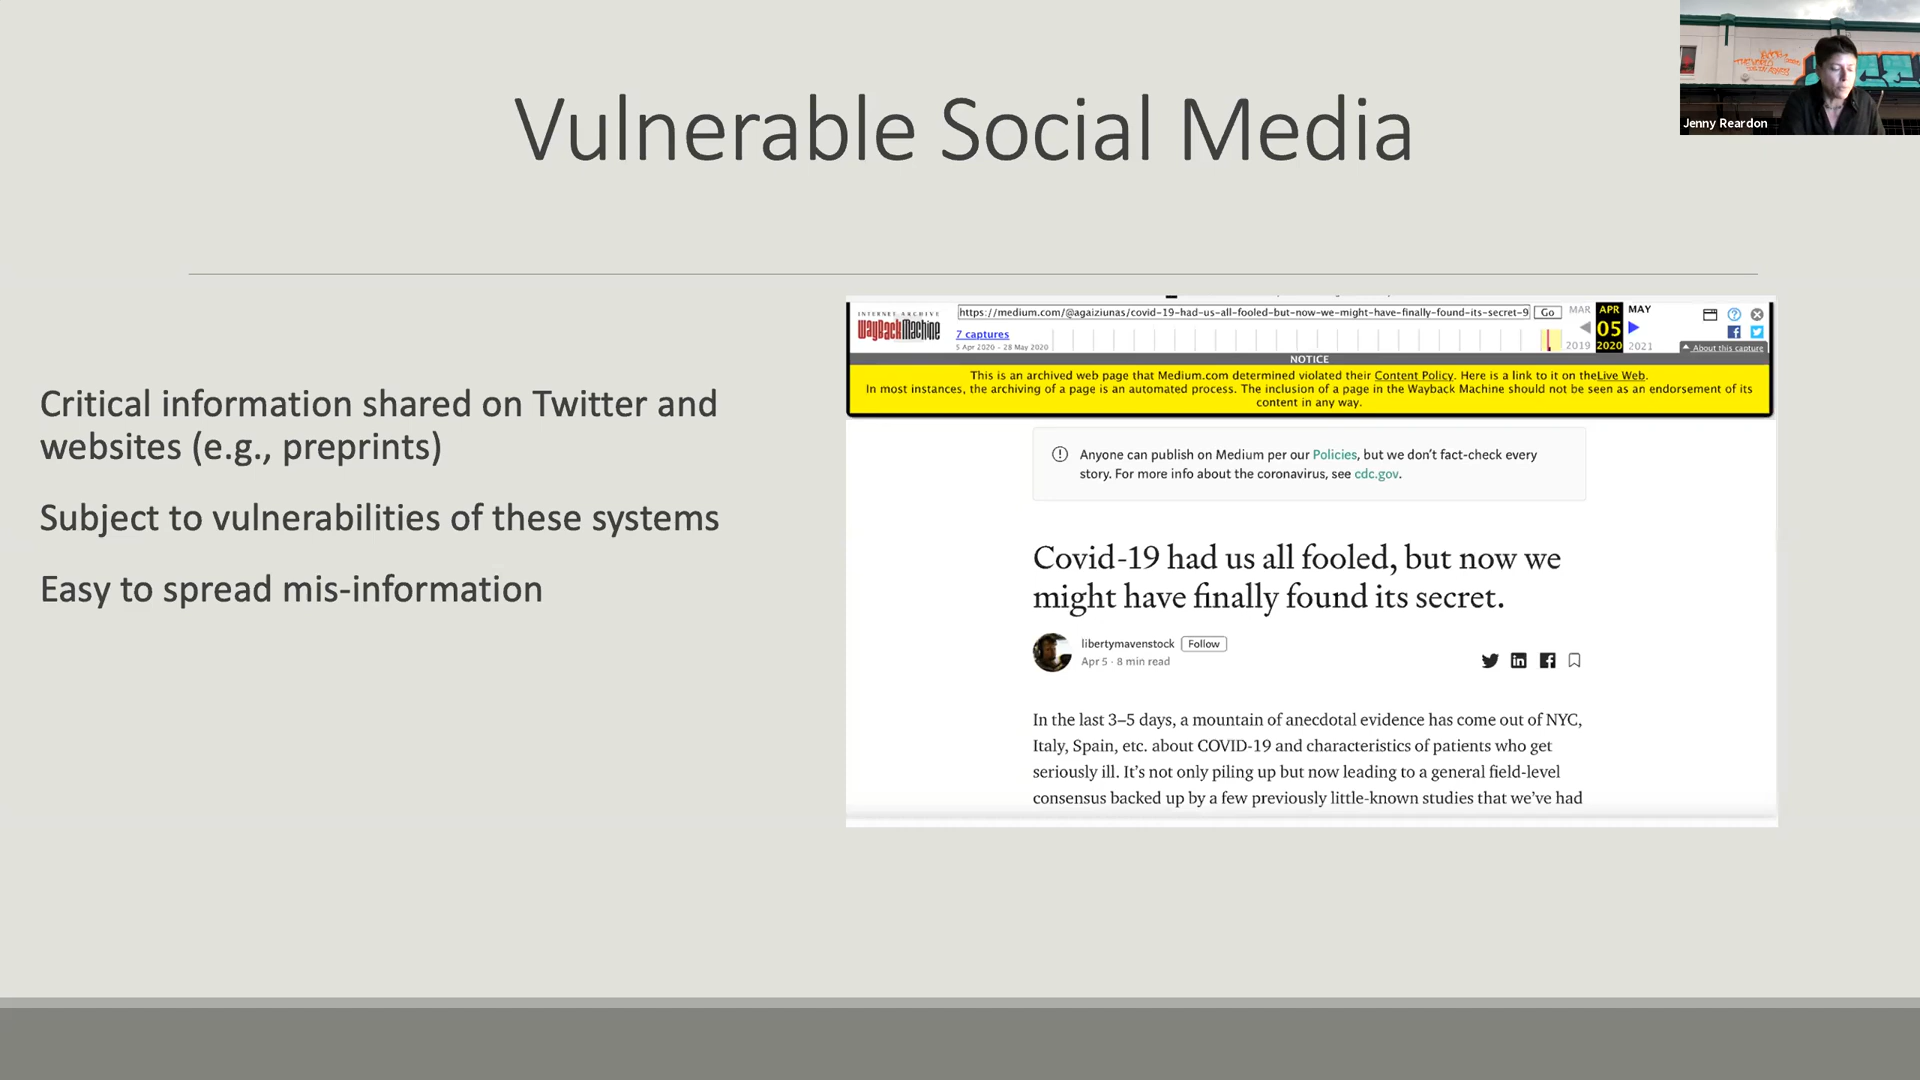 Vulnerable Social Media
Jenny Reardon
Critical information shared on Twitter and
websites (e.g., preprints)
Subject to vulnerabilities of these systems
Easy to spread mis-information
INTERNET ARCHIVE
WayBackMachine
https://medium.com/@agaiziunas/covid-19-had-us-all-fooled-but-now-we-might-have-finally-found-its-secret-9
Go
7 captures
5 Apr 2020 - 28 May 2020
MAR APR MAY
05
2019 2020 2021
About this capture
NOTICE
This is an archived web page that Medium.com determined violated their Content Policy. Here is a link to it on theLive Web.
In most instances, the archiving of a page is an automated process. The inclusion of a page in the Wayback Machine should not be seen as an endorsement of its
content in any way.
Anyone can publish on Medium per our Policies, but we don’t fact-check every
story. For more info about the coronavirus, see cdc.gov.
Covid-19 had us all fooled, but now we
might have finally found its secret.
libertymavenstock Follow
Apr 5 · 8 min read
In the last 3–5 days, a mountain of anecdotal evidence has come out of NYC,
Italy, Spain, etc. about COVID-19 and characteristics of patients who get
seriously ill. It’s not only piling up but now leading to a general field-level
consensus backed up by a few previously little-known studies that we’ve had